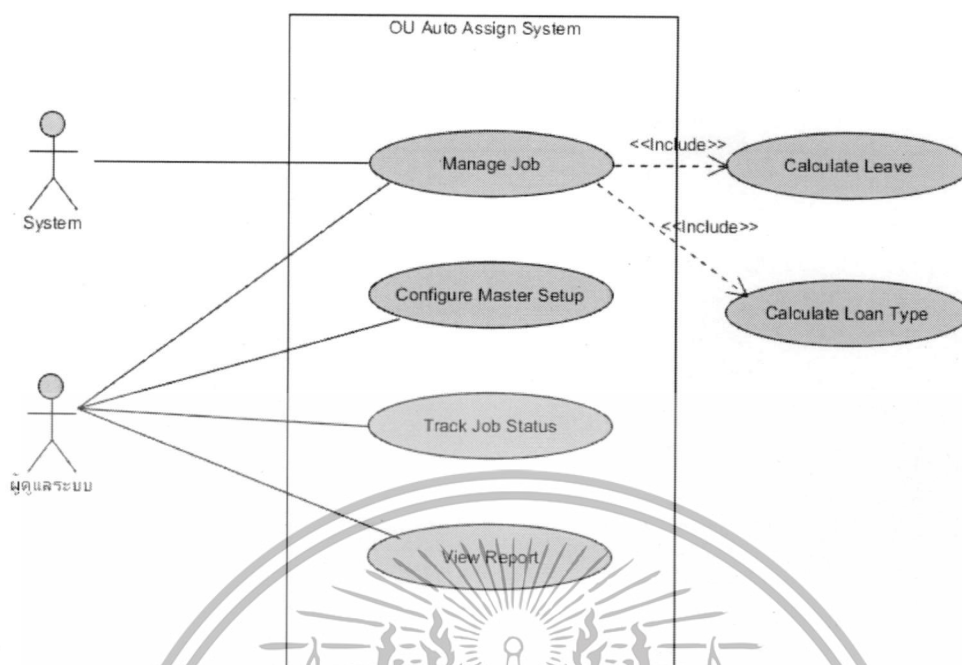 OU Auto Assign System
Manage Job
<<Include>>
Calculate Leave
System
<<Include>>
Configure Master Setup
Calculate Loan Type
Track Job Status
ผู้ดูแลระบบ
View Report